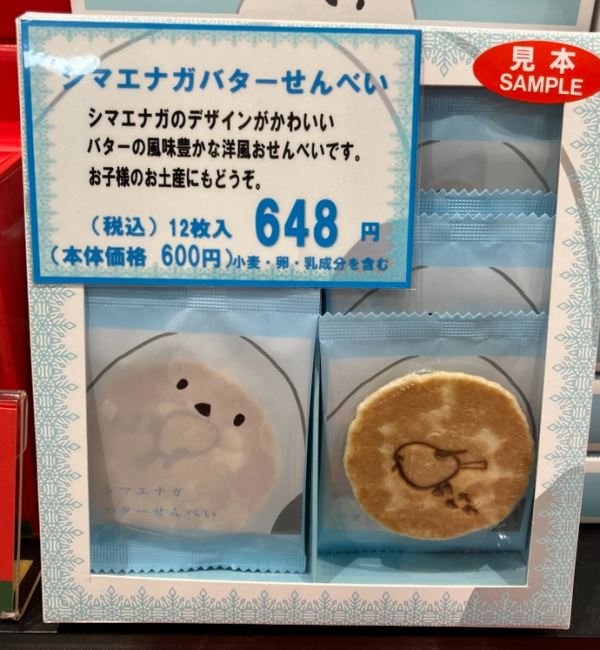 見本
SAMPLE
シマエナガバターせんべい
シマエナガのデザインがかわいい
バターの風味豊かな洋風おせんべいです。
お子様のお土産にもどうぞ。
(税込) 12枚入 648 円
(本体価格 600円) 小麦・卵・乳成分を含む
シマエナガ
バターせんべい